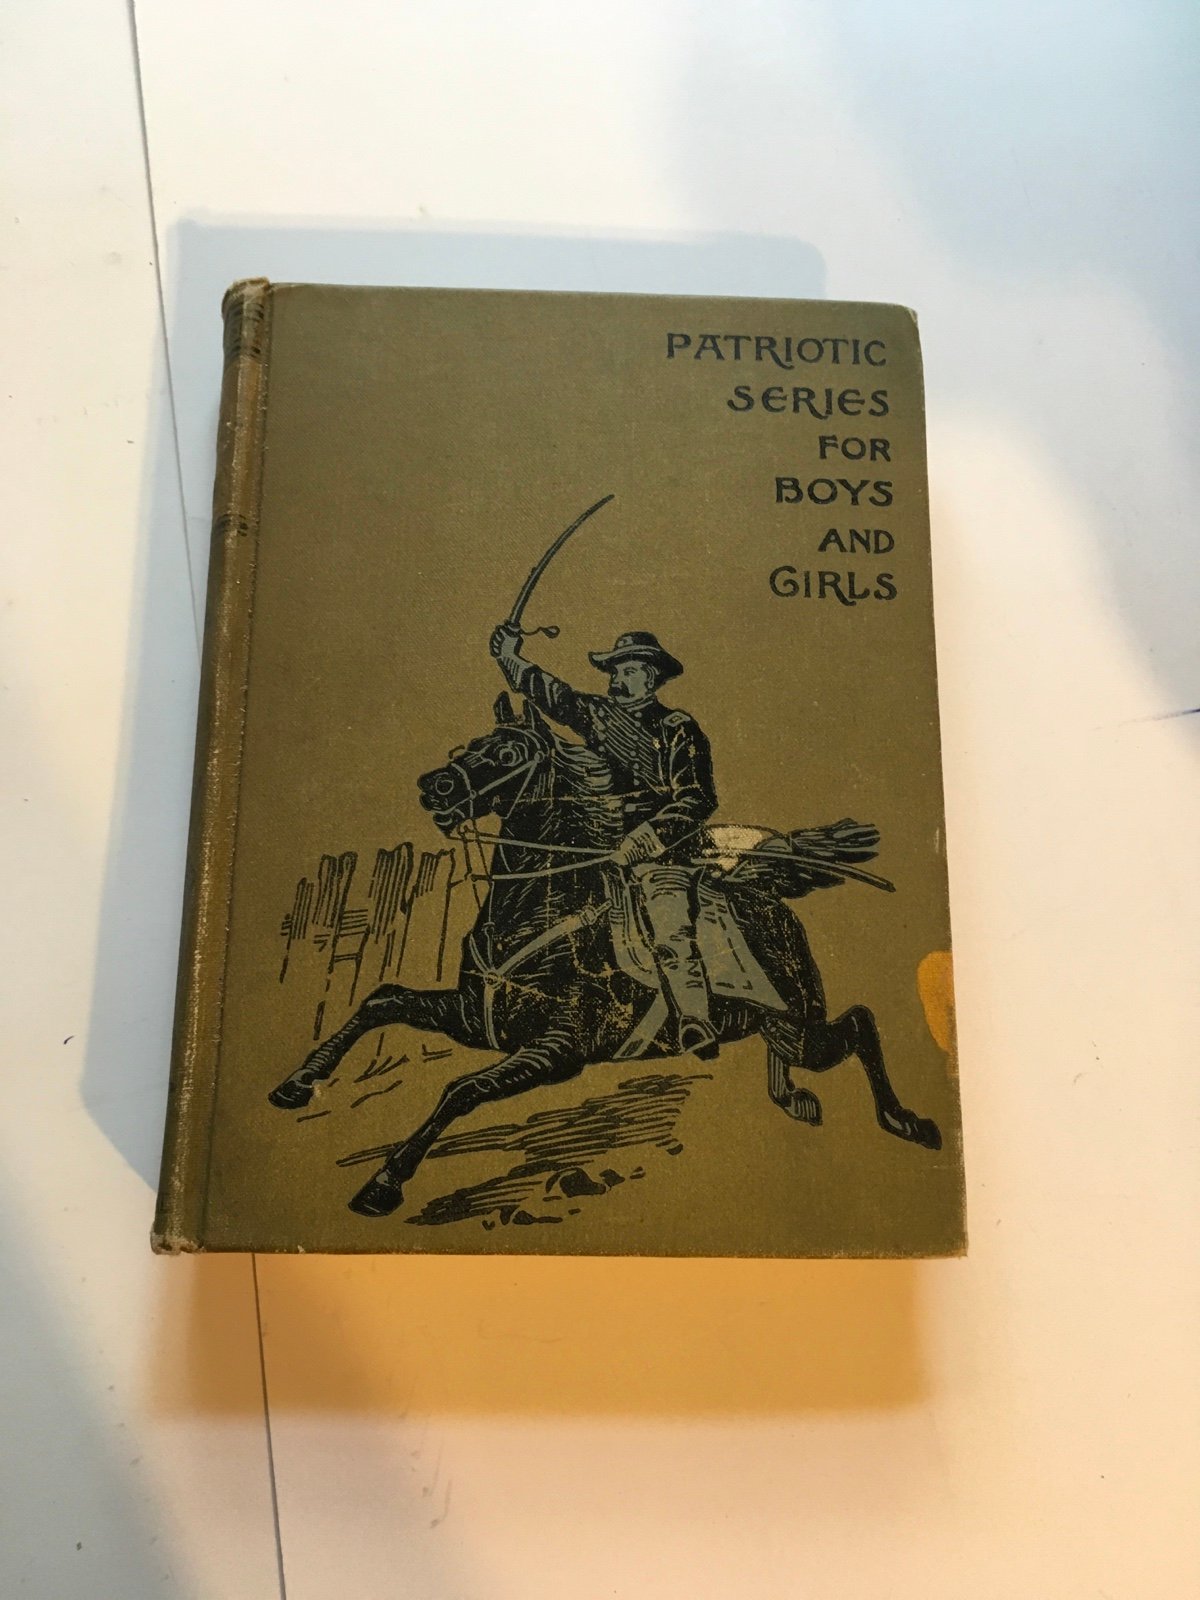 PATRIOTIC
SERIES
FOR
BOYS
AND
GIRLS